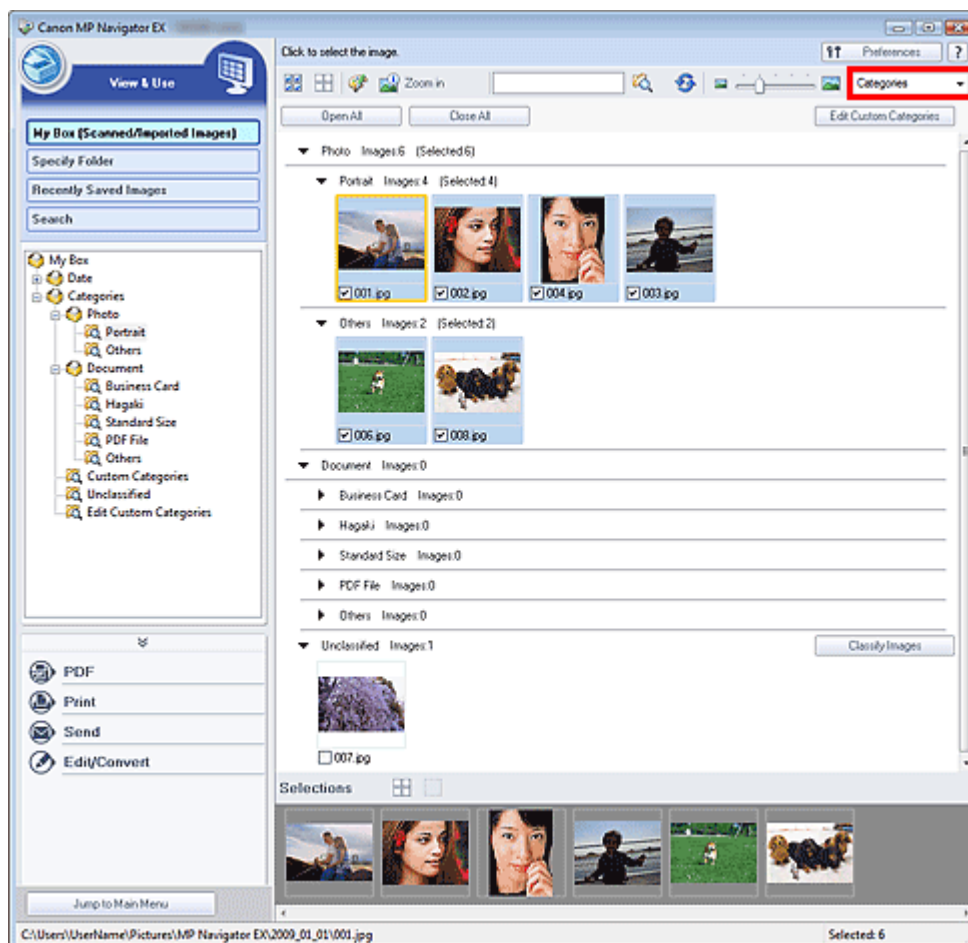 Canon MP Navigator EX
View & Use
My Box (Scanned/Imported Images)
Specify Folder
Recently Saved Images
Search
My Box
Date
Categories
Photo
Portrait
Others
Document
Business Card
Hagaki
Standard Size
PDF File
Others
Custom Categories
Unclassified
Edit Custom Categories
PDF
Print
Send
Edit/Convert
Jump to Main Menu
Click to select the image.
Preferences
?
Zoom in
Categories
Open All
Close All
Edit Custom Categories
Photo Images:6 (Selected:6)
Portrait Images:4 (Selected:4)
001.jpg
002.jpg
004.jpg
003.jpg
Others Images:2 (Selected:2)
006.jpg
008.jpg
Document Images:0
Business Card Images:0
Hagaki Images:0
Standard Size Images:0
PDF File Images:0
Others Images:0
Unclassified Images:1
Classify Images
007.jpg
Selections
C:\Users\UserName\Pictures\MP Navigator EX\2009_01_01\001.jpg
Selected: 6